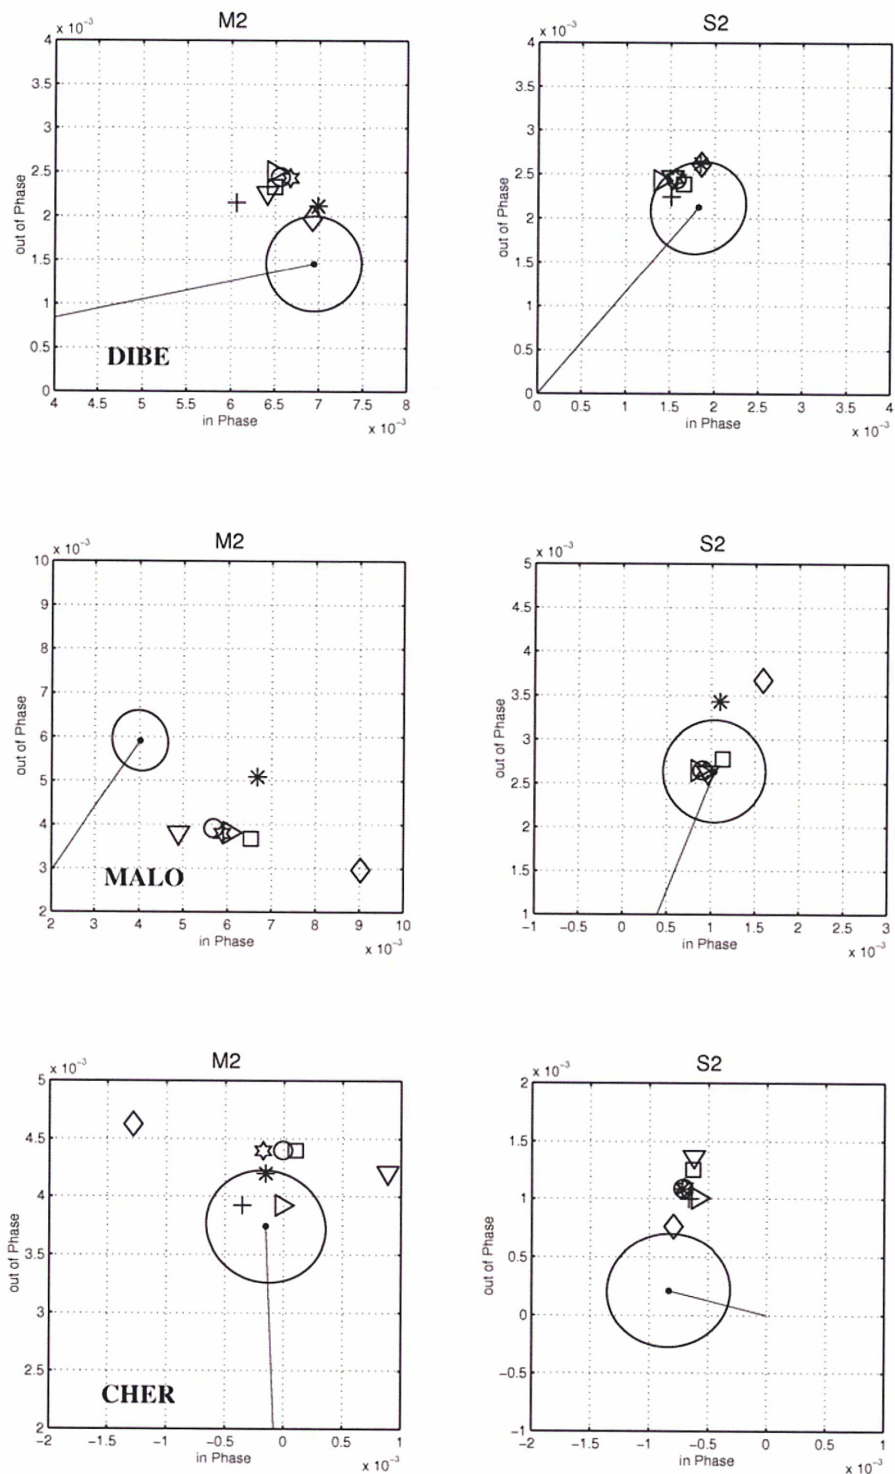 M2
x 10⁻³
4
3.5
3
2.5
2
1.5
1
0.5
0
out of Phase
DIBE
4 4.5 5 5.5 6 6.5 7 7.5 8
in Phase
x 10⁻³
S2
x 10⁻³
4
3.5
3
2.5
2
1.5
1
0.5
0
out of Phase
0 0.5 1 1.5 2 2.5 3 3.5 4
in Phase
x 10⁻³
M2
x 10⁻³
10
9
8
7
6
5
4
3
2
out of Phase
MALO
2 3 4 5 6 7 8 9 10
in Phase
x 10⁻³
S2
x 10⁻³
5
4.5
4
3.5
3
2.5
2
1.5
1
out of Phase
−1 −0.5 0 0.5 1 1.5 2 2.5 3
in Phase
x 10⁻³
M2
x 10⁻³
5
4.5
4
3.5
3
2.5
2
out of Phase
CHER
−2 −1.5 −1 −0.5 0 0.5 1
in Phase
x 10⁻³
S2
x 10⁻³
2
1.5
1
0.5
0
−0.5
−1
out of Phase
−2 −1.5 −1 −0.5 0 0.5 1
in Phase
x 10⁻³